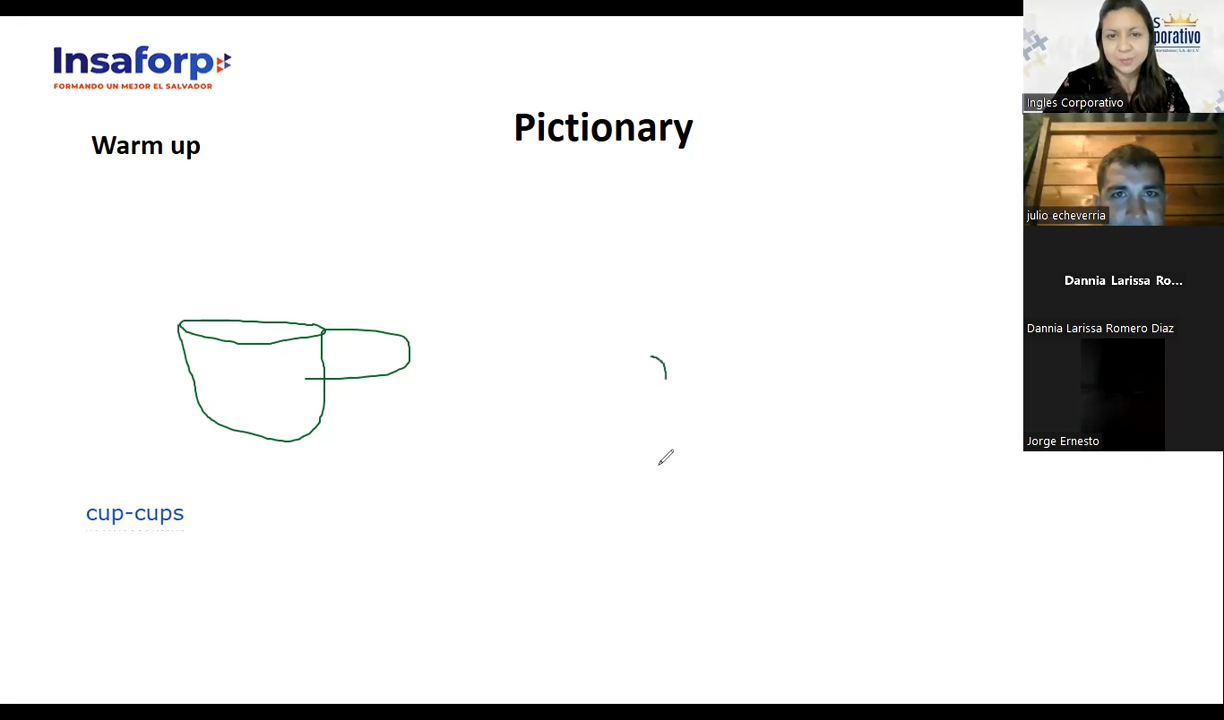 Insaforp
FORMANDO UN MEJOR EL SALVADOR
Warm up
Pictionary
cup-cups
S
porativo
Ingles Corporativo
julio echeverria
Dannia Larissa Ro...
Dannia Larissa Romero Diaz
Jorge Ernesto